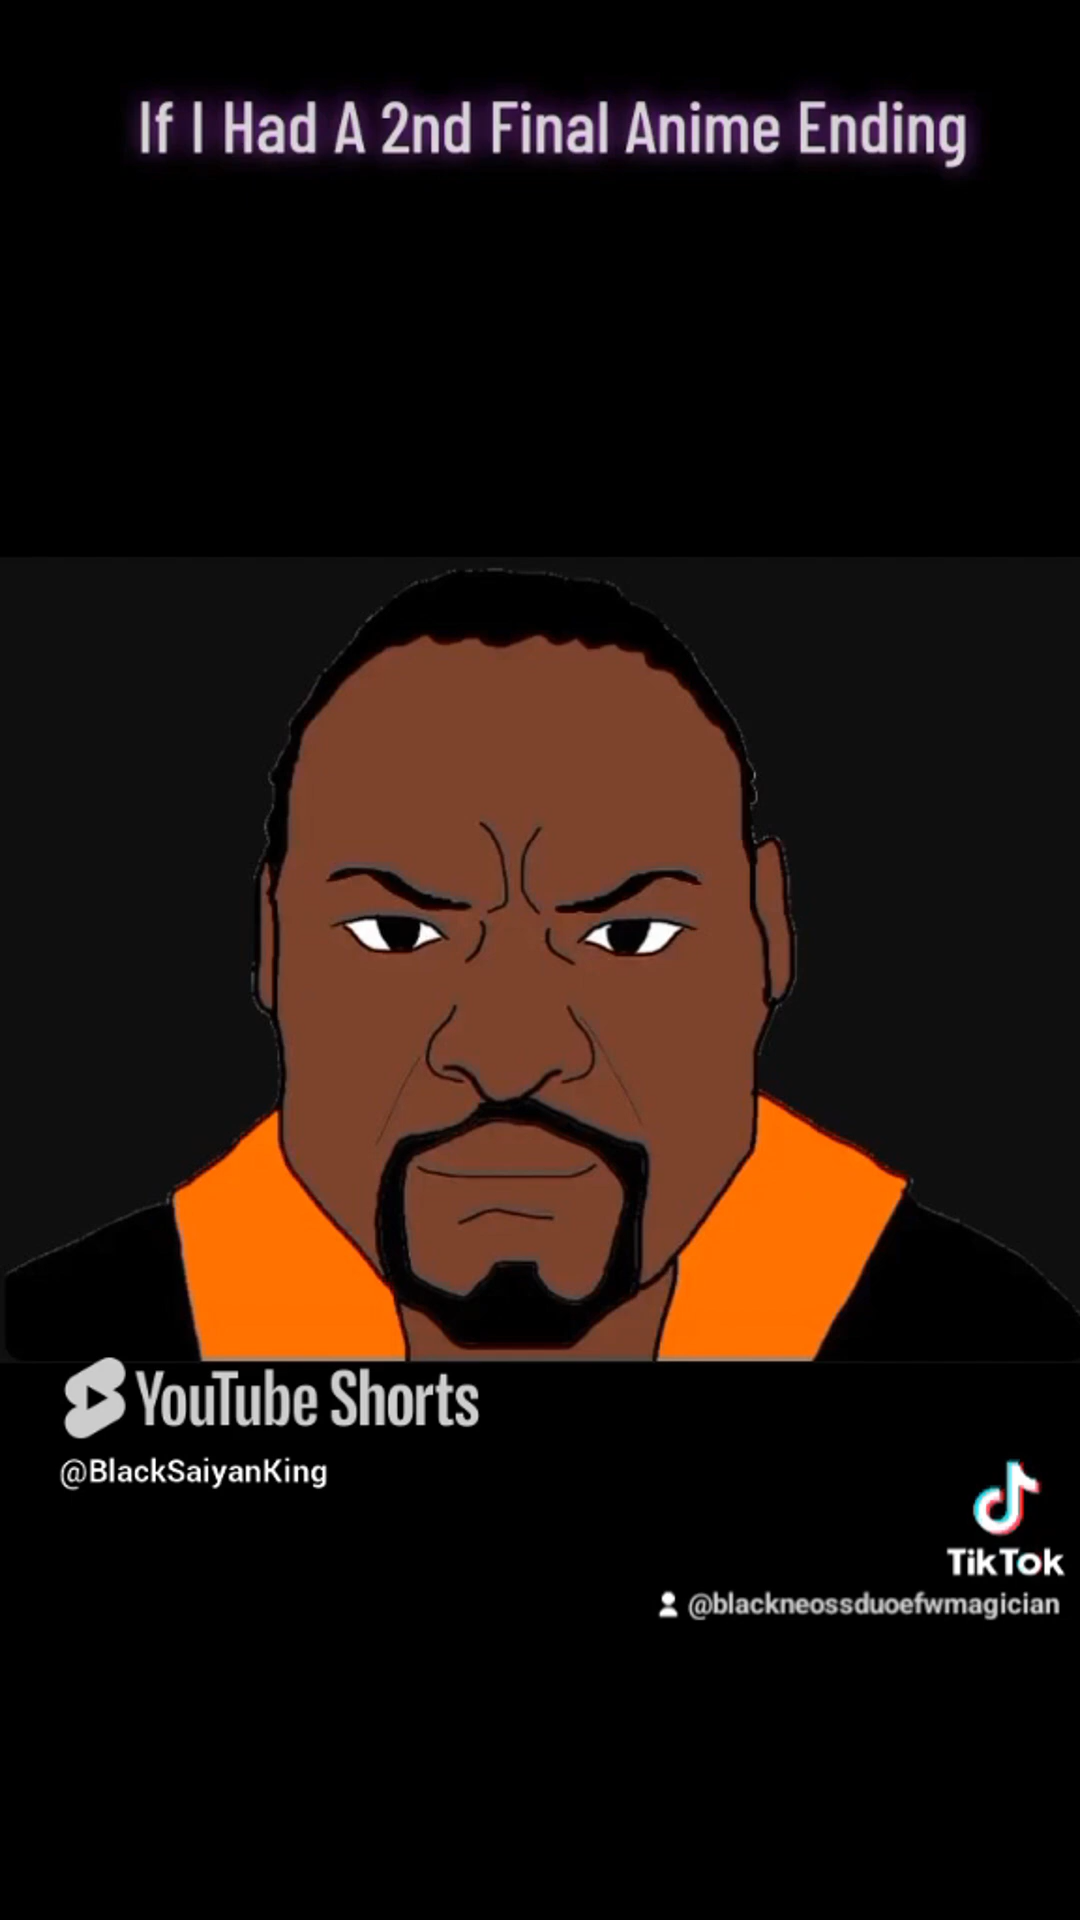 If I Had A 2nd Final Anime Ending
YouTube Shorts
@BlackSaiyanKing
TikTok
@blackneossduoefwmagician